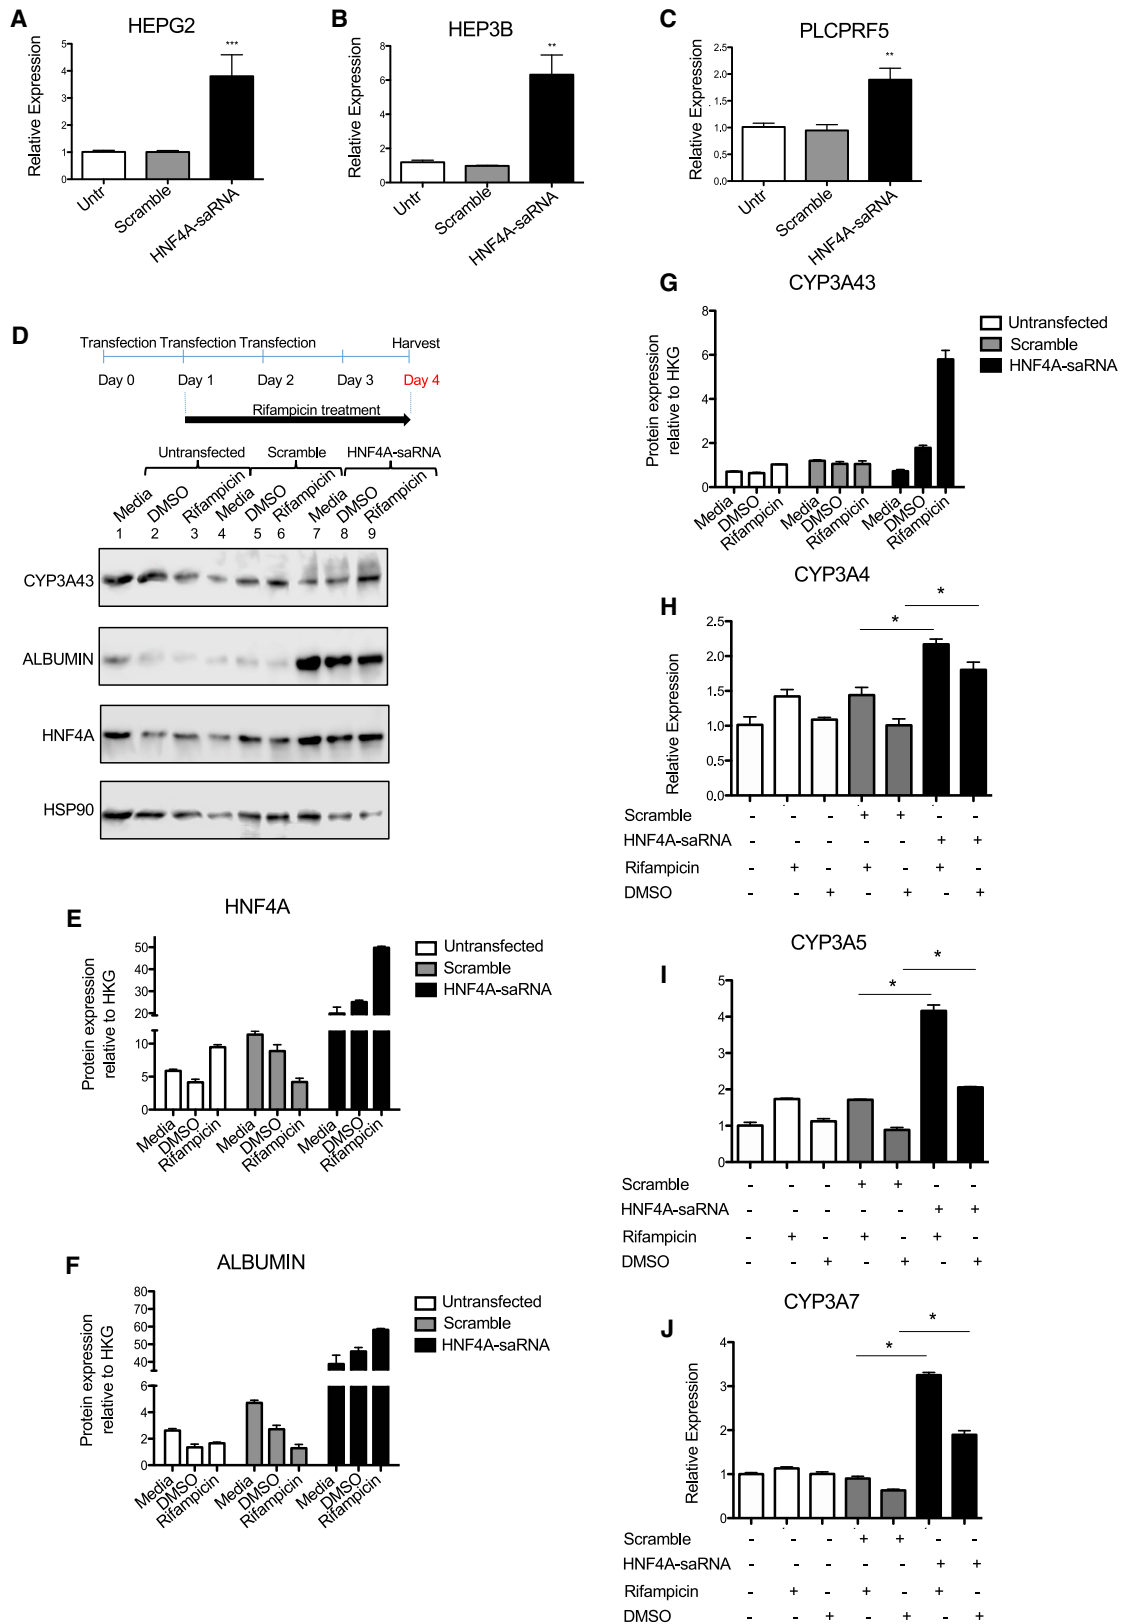 A
HEPG2
Relative Expression
5
4
3
2
1
0
***
Untr
Scramble
HNF4A-saRNA
B
HEP3B
Relative Expression
8
6
4
2
0
**
Untr
Scramble
HNF4A-saRNA
C
PLCPRF5
Relative Expression
2.5
2.0
1.5
1.0
0.5
0.0
**
Untr
Scramble
HNF4A-saRNA
D
Transfection Transfection Transfection Harvest
Day 0 Day 1 Day 2 Day 3 Day 4
Rifampicin treatment
Untransfected Scramble HNF4A-saRNA
Media DMSO Rifampicin Media DMSO Rifampicin Media DMSO Rifampicin
1 2 3 4 5 6 7 8 9
CYP3A43
ALBUMIN
HNF4A
HSP90
E
HNF4A
Protein expression
relative to HKG
50
40
30
20
10
5
0
Media DMSO Rifampicin Media DMSO Rifampicin Media DMSO Rifampicin
Untransfected
Scramble
HNF4A-saRNA
F
ALBUMIN
Protein expression
relative to HKG
80
70
60
50
40
6
4
2
0
Media DMSO Rifampicin Media DMSO Rifampicin Media DMSO Rifampicin
Untransfected
Scramble
HNF4A-saRNA
G
CYP3A43
Protein expression
relative to HKG
8
6
4
2
0
Media DMSO Rifampicin Media DMSO Rifampicin Media DMSO Rifampicin
Untransfected
Scramble
HNF4A-saRNA
H
CYP3A4
Relative Expression
2.5
2.0
1.5
1.0
0.5
0.0
* *
Scramble - - - + + - -
HNF4A-saRNA - - - - - + +
Rifampicin - + - + - + -
DMSO - - + - + - +
I
CYP3A5
5
4
3
2
1
0
* *
Scramble - - - + + - -
HNF4A-saRNA - - - - - + +
Rifampicin - + - + - + -
DMSO - - + - + - +
J
CYP3A7
Relative Expression
4
3
2
1
0
* *
Scramble - - - + + - -
HNF4A-saRNA - - - - - + +
Rifampicin - + - + - + -
DMSO - - + - + - +